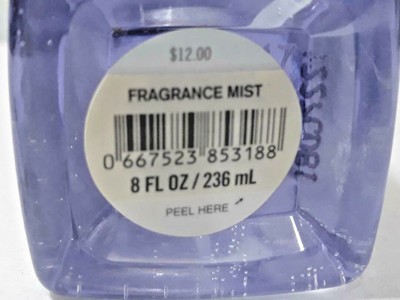 $12.00
FRAGRANCE MIST
0 667523 853188
8 FL OZ / 236 mL
PEEL HERE